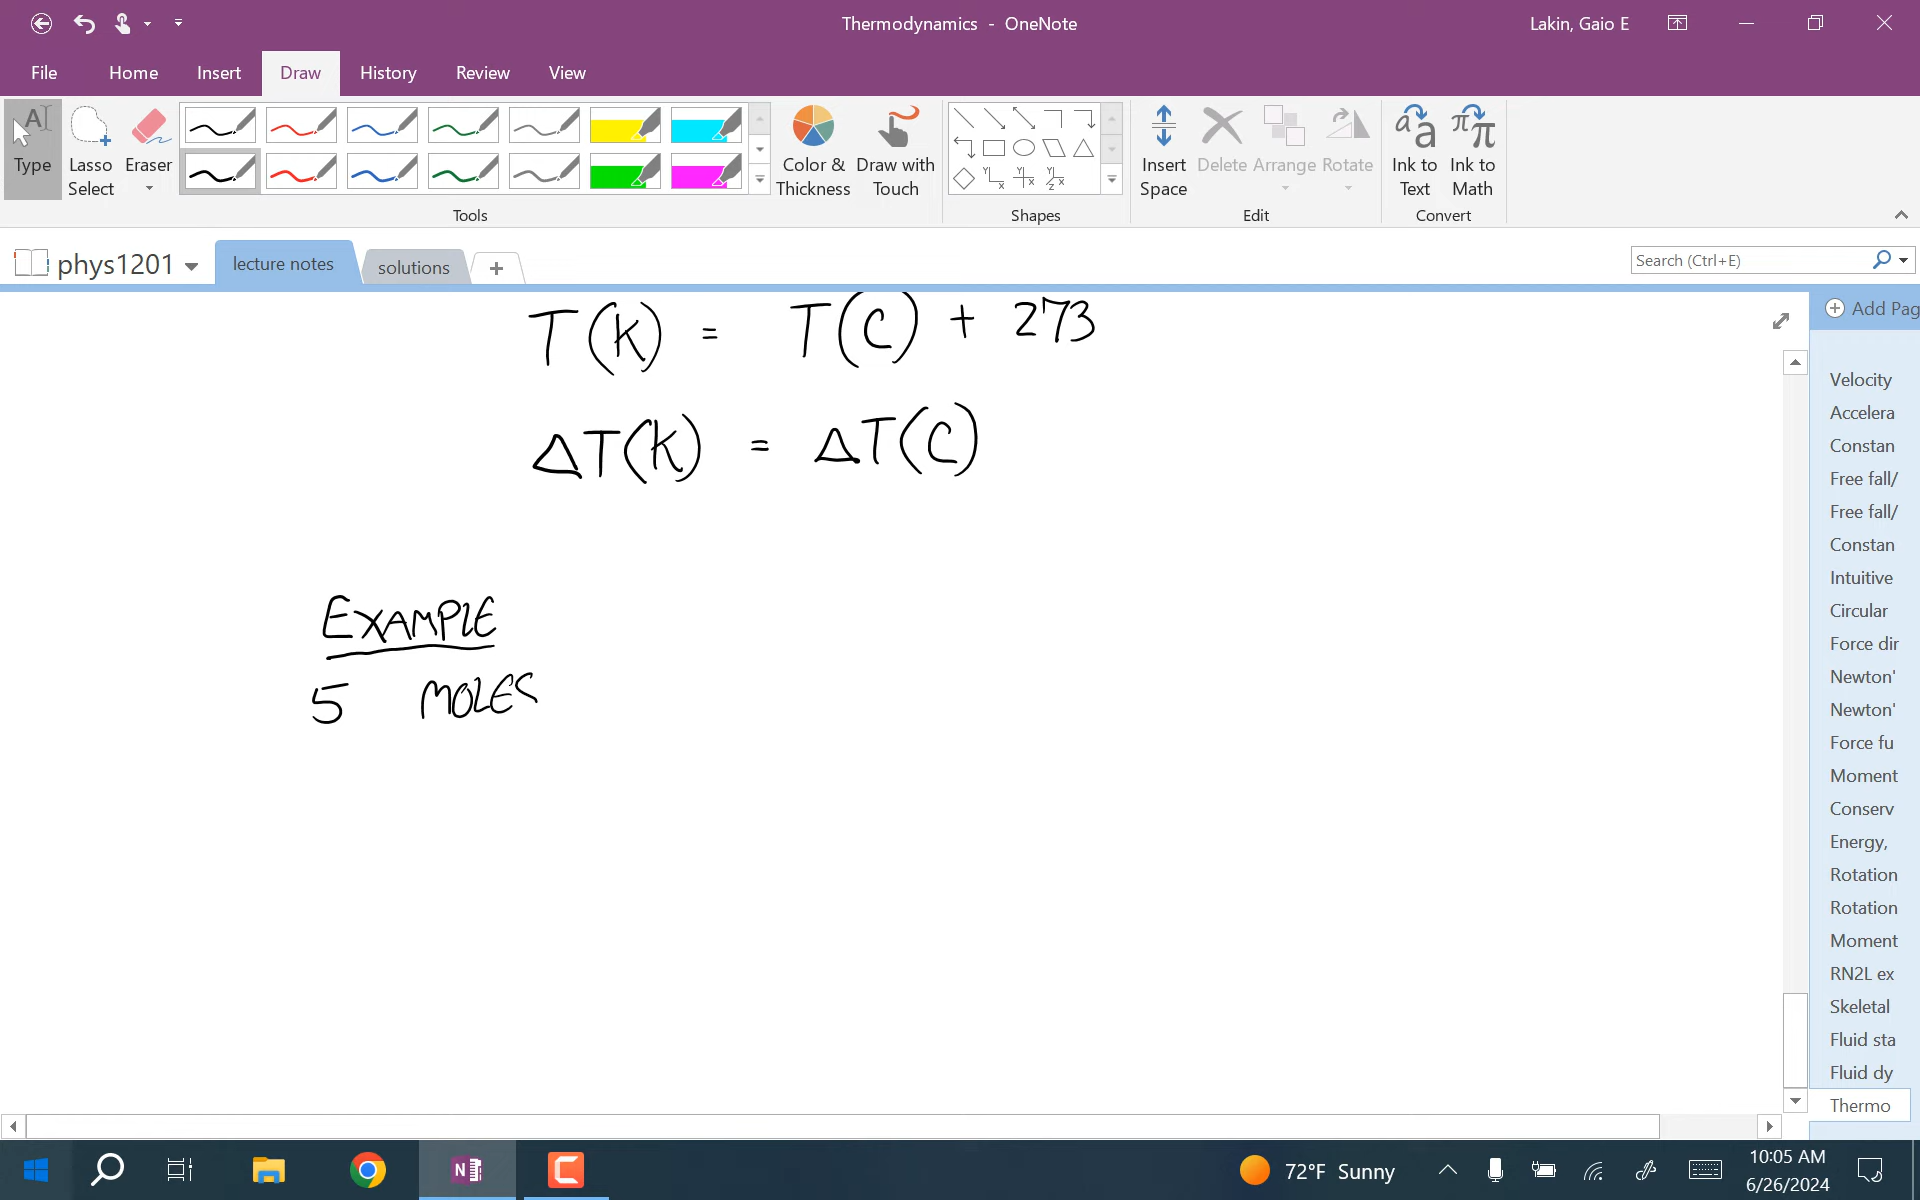 Thermodynamics - OneNote
Lakin, Gaio E
File Home Insert Draw History Review View
Type
Lasso Select
Eraser
Color & Thickness
Draw with Touch
Insert Space
Delete
Arrange
Rotate
Ink to Text
Ink to Math
Tools
Shapes
Edit
Convert
phys1201
lecture notes
solutions
Search (Ctrl+E)
T(K) = T(C) + 273
ΔT(K) = ΔT(C)
EXAMPLE
5 MOLES
Add Pag
Velocity
Accelera
Constan
Free fall/
Free fall/
Constan
Intuitive
Circular
Force dir
Newton'
Newton'
Force fu
Moment
Conserv
Energy,
Rotation
Rotation
Moment
RN2L ex
Skeletal
Fluid sta
Fluid dy
Thermo
72°F Sunny
10:05 AM
6/26/2024